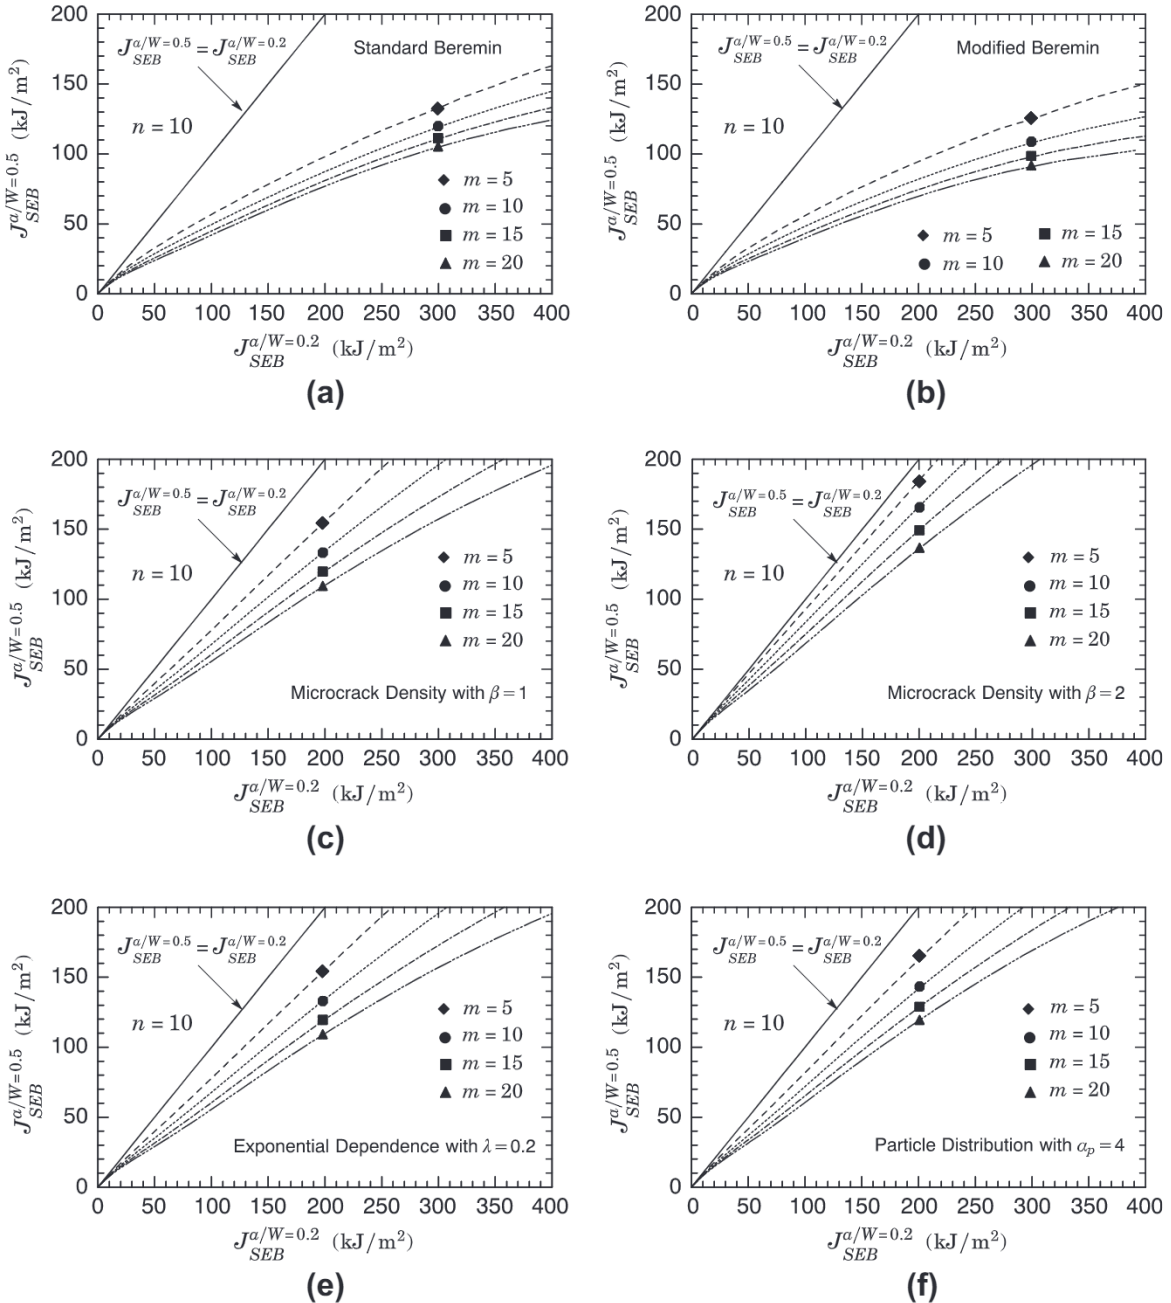 200
150
100
50
0
J_SEB^{a/W=0.5} (kJ/m²)
J_SEB^{a/W=0.5} = J_SEB^{a/W=0.2}
Standard Beremin
n = 10
◆ m = 5
● m = 10
■ m = 15
▲ m = 20
0 50 100 150 200 250 300 350 400
J_SEB^{a/W=0.2} (kJ/m²)
(a)
200
150
100
50
0
J_SEB^{a/W=0.5} (kJ/m²)
J_SEB^{a/W=0.5} = J_SEB^{a/W=0.2}
Modified Beremin
n = 10
◆ m = 5 ■ m = 15
● m = 10 ▲ m = 20
0 50 100 150 200 250 300 350 400
J_SEB^{a/W=0.2} (kJ/m²)
(b)
200
150
100
50
0
J_SEB^{a/W=0.5} (kJ/m²)
J_SEB^{a/W=0.5} = J_SEB^{a/W=0.2}
n = 10
◆ m = 5
● m = 10
■ m = 15
▲ m = 20
Microcrack Density with β = 1
0 50 100 150 200 250 300 350 400
J_SEB^{a/W=0.2} (kJ/m²)
(c)
200
150
100
50
0
J_SEB^{a/W=0.5} (kJ/m²)
J_SEB^{a/W=0.5} = J_SEB^{a/W=0.2}
n = 10
◆ m = 5
● m = 10
■ m = 15
▲ m = 20
Microcrack Density with β = 2
0 50 100 150 200 250 300 350 400
J_SEB^{a/W=0.2} (kJ/m²)
(d)
200
150
100
50
0
J_SEB^{a/W=0.5} (kJ/m²)
J_SEB^{a/W=0.5} = J_SEB^{a/W=0.2}
n = 10
◆ m = 5
● m = 10
■ m = 15
▲ m = 20
Exponential Dependence with λ = 0.2
0 50 100 150 200 250 300 350 400
J_SEB^{a/W=0.2} (kJ/m²)
(e)
200
150
100
50
0
J_SEB^{a/W=0.5} (kJ/m²)
J_SEB^{a/W=0.5} = J_SEB^{a/W=0.2}
n = 10
◆ m = 5
● m = 10
■ m = 15
▲ m = 20
Particle Distribution with α_p = 4
0 50 100 150 200 250 300 350 400
J_SEB^{a/W=0.2} (kJ/m²)
(f)